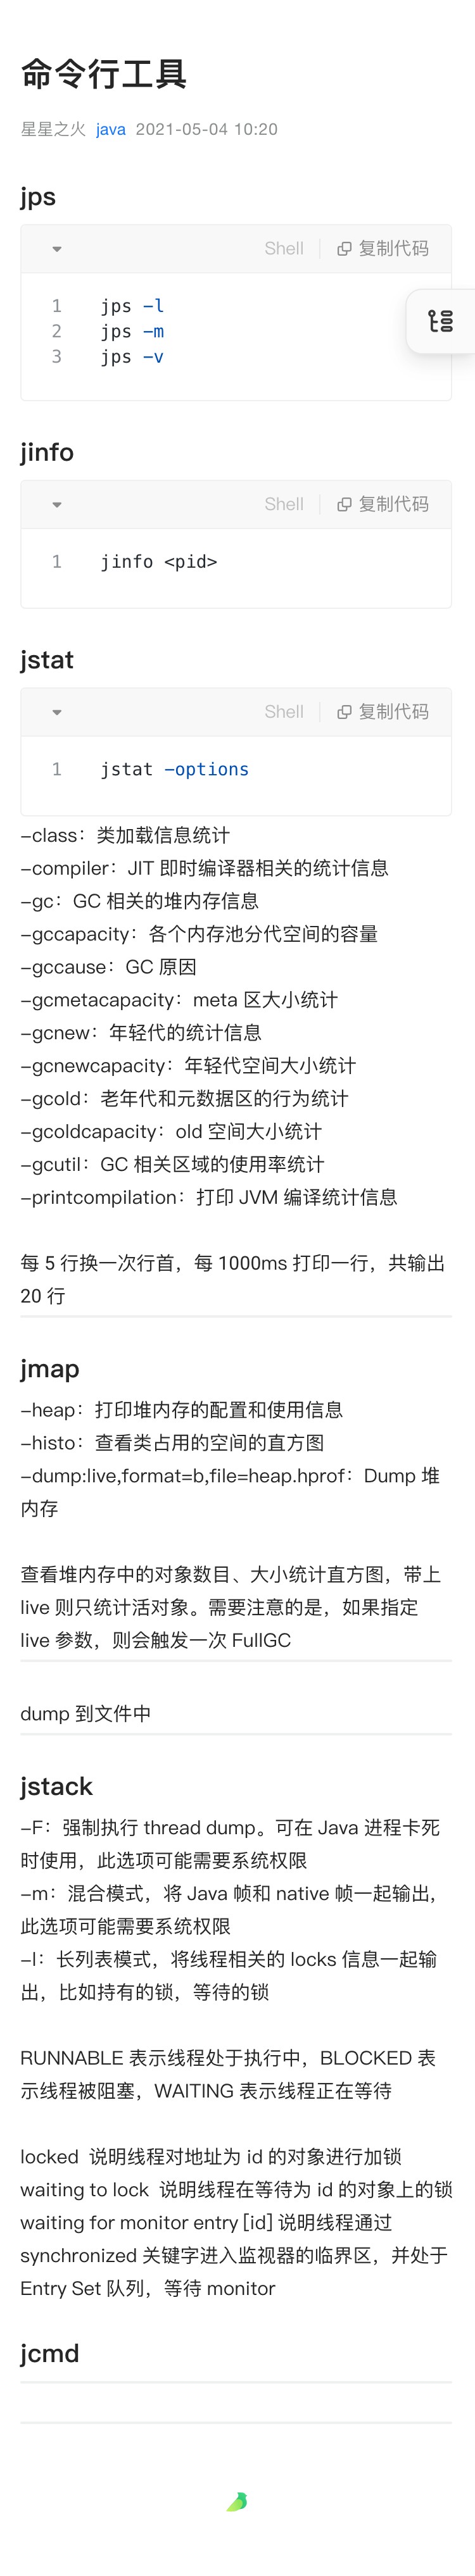 命令行工具
星星之火 java 2021-05-04 10:20
jps
Shell 复制代码
1 jps -l
2 jps -m
3 jps -v
jinfo
Shell 复制代码
1 jinfo <pid>
jstat
Shell 复制代码
1 jstat -options
-class：类加载信息统计
-compiler：JIT 即时编译器相关的统计信息
-gc：GC 相关的堆内存信息
-gccapacity：各个内存池分代空间的容量
-gccause：GC 原因
-gcmetacapacity：meta 区大小统计
-gcnew：年轻代的统计信息
-gcnewcapacity：年轻代空间大小统计
-gcold：老年代和元数据区的行为统计
-gcoldcapacity：old 空间大小统计
-gcutil：GC 相关区域的使用率统计
-printcompilation：打印 JVM 编译统计信息
每 5 行换一次行首，每 1000ms 打印一行，共输出
20 行
jmap
-heap：打印堆内存的配置和使用信息
-histo：查看类占用的空间的直方图
-dump:live,format=b,file=heap.hprof：Dump 堆
内存
查看堆内存中的对象数目、大小统计直方图，带上
live 则只统计活对象。需要注意的是，如果指定
live 参数，则会触发一次 FullGC
dump 到文件中
jstack
-F：强制执行 thread dump。可在 Java 进程卡死
时使用，此选项可能需要系统权限
-m：混合模式，将 Java 帧和 native 帧一起输出，
此选项可能需要系统权限
-l：长列表模式，将线程相关的 locks 信息一起输
出，比如持有的锁，等待的锁
RUNNABLE 表示线程处于执行中，BLOCKED 表
示线程被阻塞，WAITING 表示线程正在等待
locked 说明线程对地址为 id 的对象进行加锁
waiting to lock 说明线程在等待为 id 的对象上的锁
waiting for monitor entry [id] 说明线程通过
synchronized 关键字进入监视器的临界区，并处于
Entry Set 队列，等待 monitor
jcmd